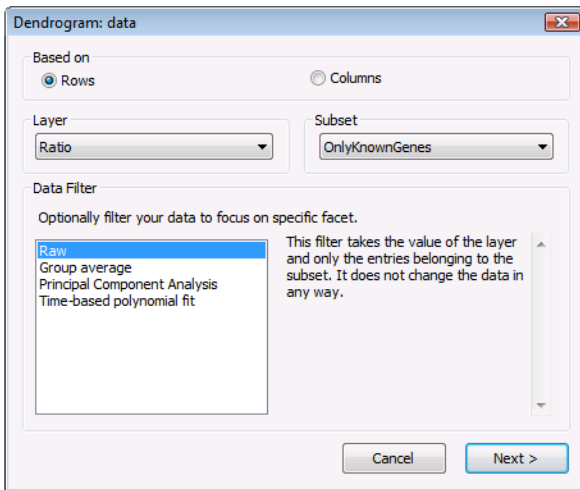 Dendrogram: data
Based on
Rows
Columns
Layer
Subset
Ratio
OnlyKnownGenes
Data Filter
Optionally filter your data to focus on specific facet.
Raw
Group average
Principal Component Analysis
Time-based polynomial fit
This filter takes the value of the layer
and only the entries belonging to the
subset. It does not change the data in
any way.
Cancel
Next >